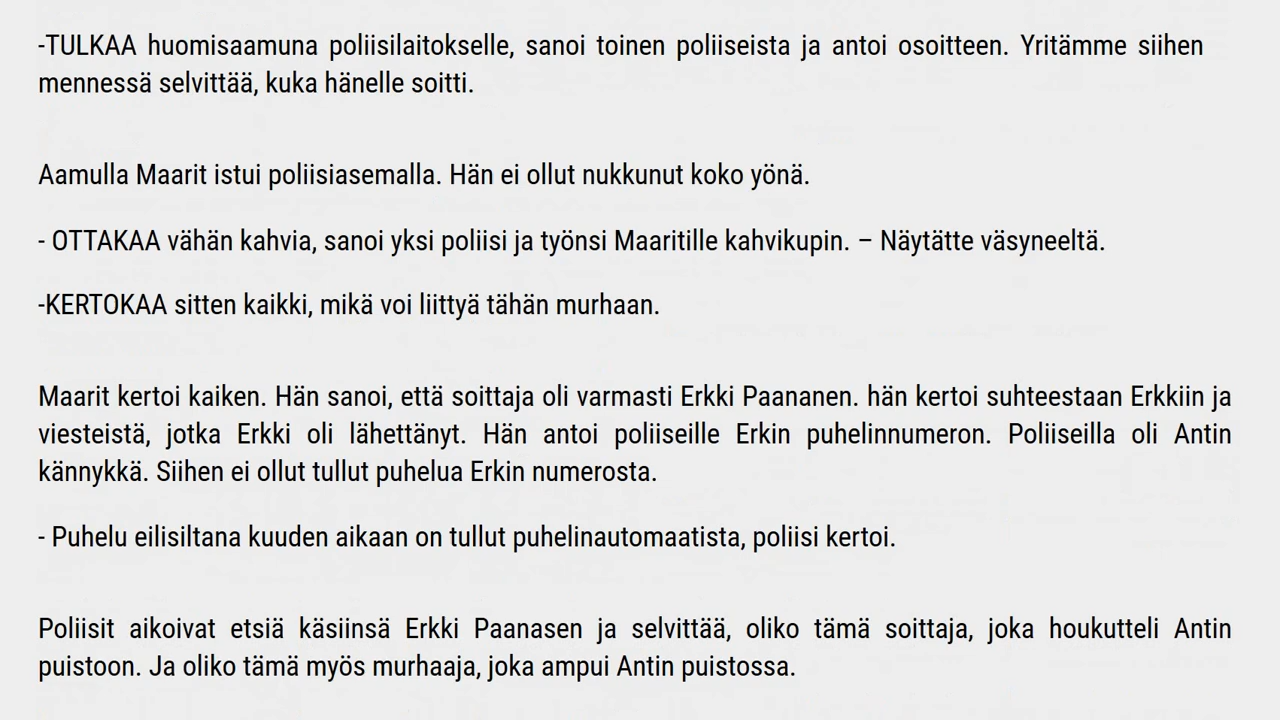 -TULKAA huomisaamuna poliisilaitokselle, sanoi toinen poliiseista ja antoi osoitteen. Yritämme siihen
mennessä selvittää, kuka hänelle soitti.
Aamulla Maarit istui poliisiasemalla. Hän ei ollut nukkunut koko yönä.
- OTTAKAA vähän kahvia, sanoi yksi poliisi ja työnsi Maaritille kahvikupin. – Näytätte väsyneeltä.
-KERTOKAA sitten kaikki, mikä voi liittyä tähän murhaan.
Maarit kertoi kaiken. Hän sanoi, että soittaja oli varmasti Erkki Paananen. hän kertoi suhteestaan Erkkiin ja
viesteistä, jotka Erkki oli lähettänyt. Hän antoi poliiseille Erkin puhelinnumeron. Poliiseilla oli Antin
kännykkä. Siihen ei ollut tullut puhelua Erkin numerosta.
- Puhelu eilisiltana kuuden aikaan on tullut puhelinautomaatista, poliisi kertoi.
Poliisit aikoivat etsiä käsiinsä Erkki Paanasen ja selvittää, oliko tämä soittaja, joka houkutteli Antin
puistoon. Ja oliko tämä myös murhaaja, joka ampui Antin puistossa.